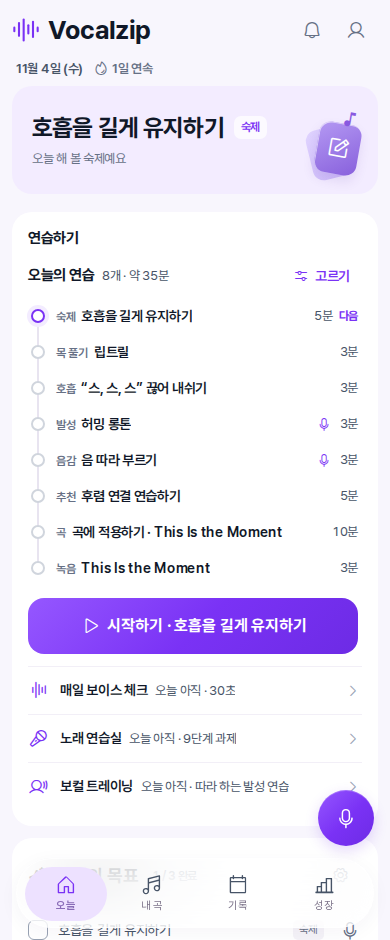 Vocalzip
11월 4일 (수) 1일 연속
호흡을 길게 유지하기 숙제
오늘 해 볼 숙제예요
연습하기
오늘의 연습 8개 · 약 35분 고르기
숙제 호흡을 길게 유지하기 5분 다음
목 풀기 립트릴 3분
호흡 “스, 스, 스” 끊어 내쉬기 3분
발성 허밍 롱톤 3분
음감 음 따라 부르기 3분
추천 후렴 연결 연습하기 5분
곡 곡에 적용하기 · This Is the Moment 10분
녹음 This Is the Moment 3분
시작하기 · 호흡을 길게 유지하기
매일 보이스 체크 오늘 아직 · 30초
노래 연습실 오늘 아직 · 9단계 과제
보컬 트레이닝 오늘 아직 · 따라 하는 발성 연습
목표 / 3 완료
오늘 내 곡 기록 성장
호흡을 길게 유지하기 숙제